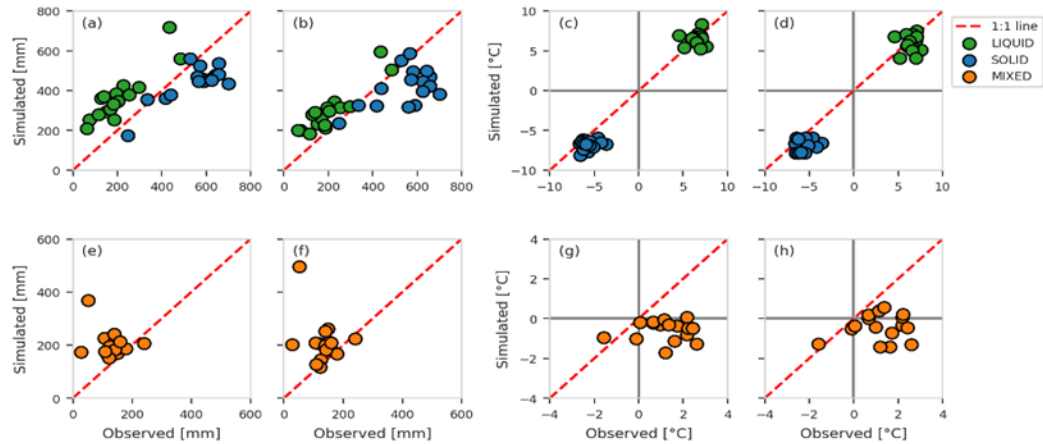 (a)
(b)
(c)
(d)
1:1 line
LIQUID
SOLID
MIXED
Simulated [mm]
800
600
400
200
0
0 200 400 600 800
0 200 400 600 800
Simulated [°C]
10
5
0
−5
−10
−10 −5 0 5 10
−10 −5 0 5 10
(e)
(f)
(g)
(h)
Simulated [mm]
600
400
200
0
0 200 400 600
0 200 400 600
Simulated [°C]
4
2
0
−2
−4
−4 −2 0 2 4
−4 −2 0 2 4
Observed [mm]
Observed [mm]
Observed [°C]
Observed [°C]